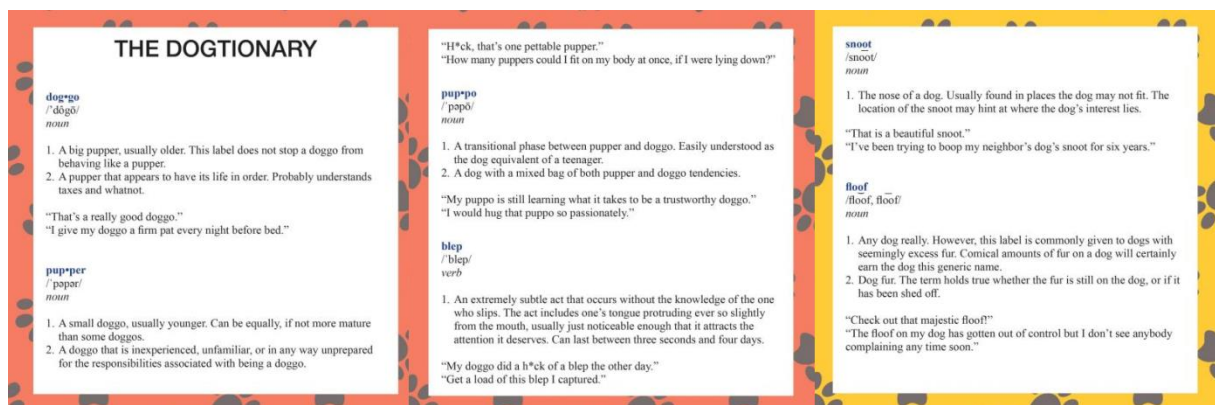 THE DOGTIONARY
dog•go
/ˈdôgō/
noun
1. A big pupper, usually older. This label does not stop a doggo from
behaving like a pupper.
2. A pupper that appears to have its life in order. Probably understands
taxes and whatnot.
“That’s a really good doggo.”
“I give my doggo a firm pat every night before bed.”
pup•per
/ˈpəpər/
noun
1. A small doggo, usually younger. Can be equally, if not more mature
than some doggos.
2. A doggo that is inexperienced, unfamiliar, or in any way unprepared
for the responsibilities associated with being a doggo.
“H*ck, that’s one pettable pupper.”
“How many puppers could I fit on my body at once, if I were lying down?”
pup•po
/ˈpəpō/
noun
1. A transitional phase between pupper and doggo. Easily understood as
the dog equivalent of a teenager.
2. A dog with a mixed bag of both pupper and doggo tendencies.
“My puppo is still learning what it takes to be a trustworthy doggo.”
“I would hug that puppo so passionately.”
blep
/ˈblep/
verb
1. An extremely subtle act that occurs without the knowledge of the one
who slips. The act includes one’s tongue protruding ever so slightly
from the mouth, usually just noticeable enough that it attracts the
attention it deserves. Can last between three seconds and four days.
“My doggo did a h*ck of a blep the other day.”
“Get a load of this blep I captured.”
snoot
/sno͞ot/
noun
1. The nose of a dog. Usually found in places the dog may not fit. The
location of the snoot may hint at where the dog’s interest lies.
“That is a beautiful snoot.”
“I’ve been trying to boop my neighbor’s dog’s snoot for six years.”
floof
/flo͝of, flo͞of/
noun
1. Any dog really. However, this label is commonly given to dogs with
seemingly excess fur. Comical amounts of fur on a dog will certainly
earn the dog this generic name.
2. Dog fur. The term holds true whether the fur is still on the dog, or if it
has been shed off.
“Check out that majestic floof!”
“The floof on my dog has gotten out of control but I don’t see anybody
complaining any time soon.”